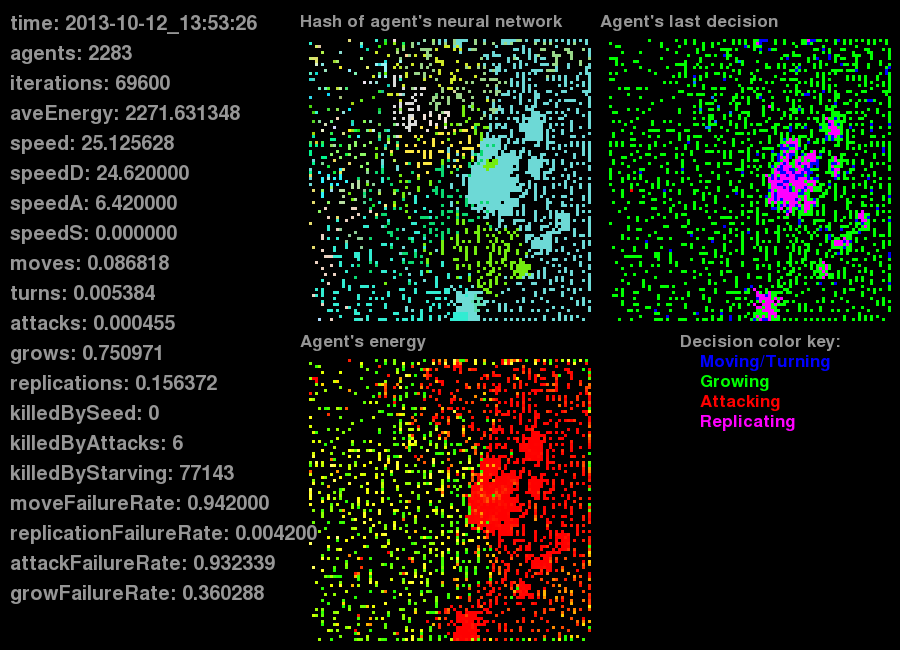 time: 2013-10-12_13:53:26
agents: 2283
iterations: 69600
aveEnergy: 2271.631348
speed: 25.125628
speedD: 24.620000
speedA: 6.420000
speedS: 0.000000
moves: 0.086818
turns: 0.005384
attacks: 0.000455
grows: 0.750971
replications: 0.156372
killedBySeed: 0
killedByAttacks: 6
killedByStarving: 77143
moveFailureRate: 0.942000
replicationFailureRate: 0.004200
attackFailureRate: 0.932339
growFailureRate: 0.360288
Hash of agent's neural network
Agent's last decision
Agent's energy
Decision color key:
Moving/Turning
Growing
Attacking
Replicating